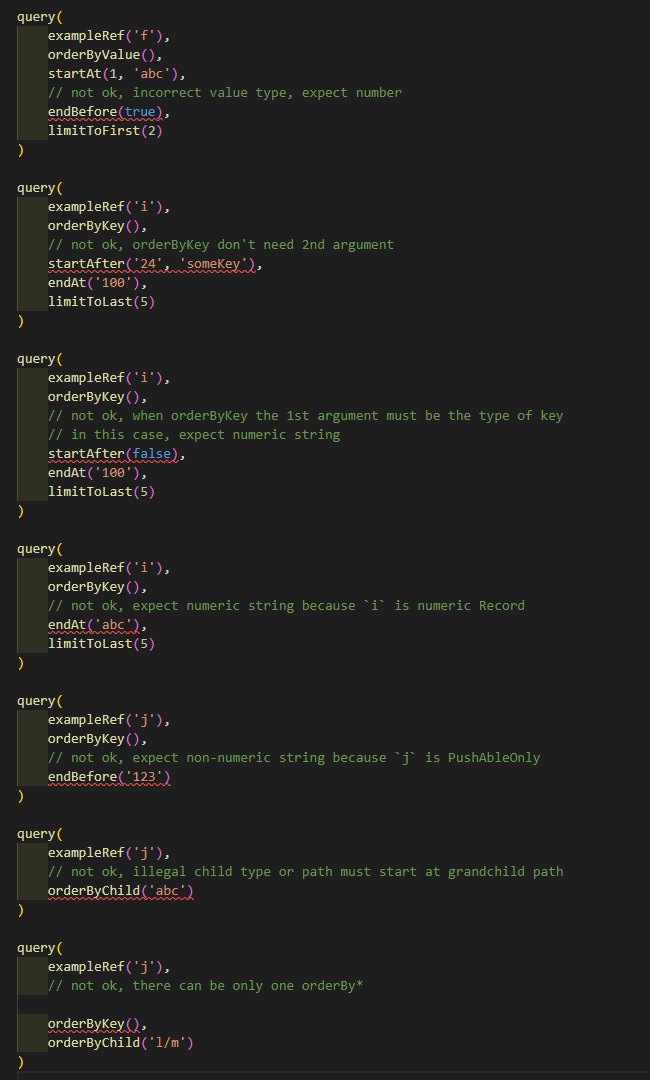 query(
exampleRef('f'),
orderByValue(),
startAt(1, 'abc'),
// not ok, incorrect value type, expect number
endBefore(true),
limitToFirst(2)
)
query(
exampleRef('i'),
orderByKey(),
// not ok, orderByKey don't need 2nd argument
startAfter('24', 'someKey'),
endAt('100'),
limitToLast(5)
)
query(
exampleRef('i'),
orderByKey(),
// not ok, when orderByKey the 1st argument must be the type of key
// in this case, expect numeric string
startAfter(false),
endAt('100'),
limitToLast(5)
)
query(
exampleRef('i'),
orderByKey(),
// not ok, expect numeric string because `i` is numeric Record
endAt('abc'),
limitToLast(5)
)
query(
exampleRef('j'),
orderByKey(),
// not ok, expect non-numeric string because `j` is PushAbleOnly
endBefore('123')
)
query(
exampleRef('j'),
// not ok, illegal child type or path must start at grandchild path
orderByChild('abc')
)
query(
exampleRef('j'),
// not ok, there can be only one orderBy*
orderByKey(),
orderByChild('l/m')
)